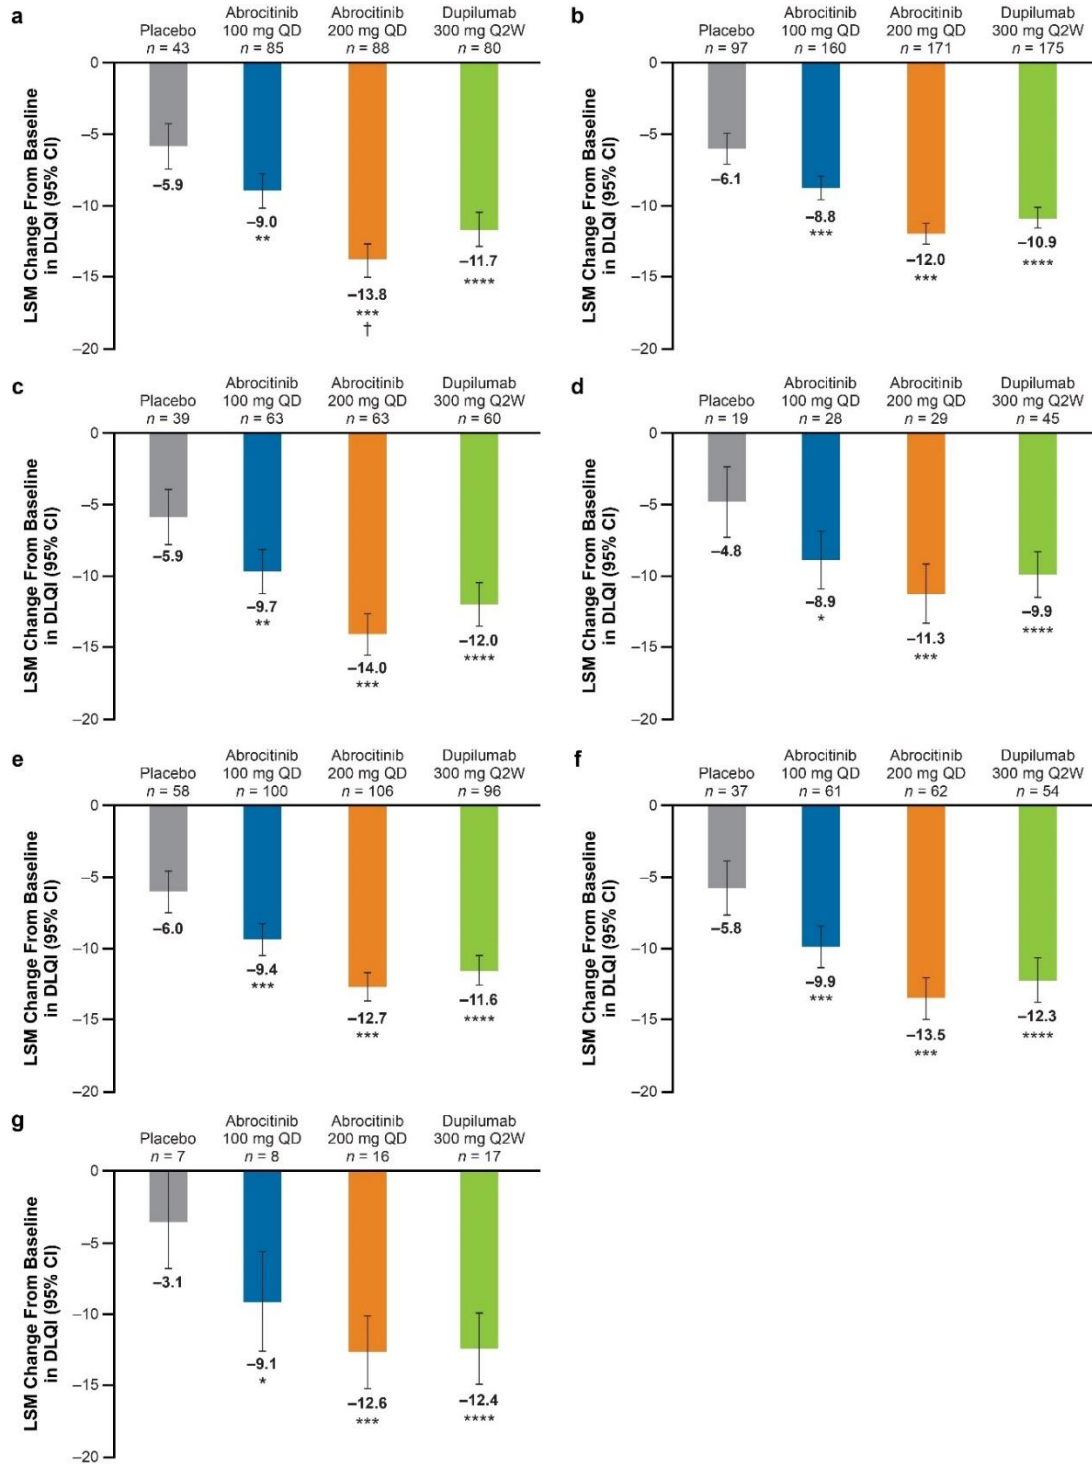 a
Placebo
n = 43
Abrocitinib
100 mg QD
n = 85
Abrocitinib
200 mg QD
n = 88
Dupilumab
300 mg Q2W
n = 80
LSM Change From Baseline
in DLQI (95% CI)
0
–5
–10
–15
–20
–5.9
–9.0
**
–13.8
***
†
–11.7
****
b
Placebo
n = 97
Abrocitinib
100 mg QD
n = 160
Abrocitinib
200 mg QD
n = 171
Dupilumab
300 mg Q2W
n = 175
LSM Change From Baseline
in DLQI (95% CI)
0
–5
–10
–15
–20
–6.1
–8.8
***
–12.0
***
–10.9
****
c
Placebo
n = 39
Abrocitinib
100 mg QD
n = 63
Abrocitinib
200 mg QD
n = 63
Dupilumab
300 mg Q2W
n = 60
LSM Change From Baseline
in DLQI (95% CI)
0
–5
–10
–15
–20
–5.9
–9.7
**
–14.0
***
–12.0
****
d
Placebo
n = 19
Abrocitinib
100 mg QD
n = 28
Abrocitinib
200 mg QD
n = 29
Dupilumab
300 mg Q2W
n = 45
LSM Change From Baseline
in DLQI (95% CI)
0
–5
–10
–15
–20
–4.8
–8.9
*
–11.3
***
–9.9
****
e
Placebo
n = 58
Abrocitinib
100 mg QD
n = 100
Abrocitinib
200 mg QD
n = 106
Dupilumab
300 mg Q2W
n = 96
LSM Change From Baseline
in DLQI (95% CI)
0
–5
–10
–15
–20
–6.0
–9.4
***
–12.7
***
–11.6
****
f
Placebo
n = 37
Abrocitinib
100 mg QD
n = 61
Abrocitinib
200 mg QD
n = 62
Dupilumab
300 mg Q2W
n = 54
LSM Change From Baseline
in DLQI (95% CI)
0
–5
–10
–15
–20
–5.8
–9.9
***
–13.5
***
–12.3
****
g
Placebo
n = 7
Abrocitinib
100 mg QD
n = 8
Abrocitinib
200 mg QD
n = 16
Dupilumab
300 mg Q2W
n = 17
LSM Change From Baseline
in DLQI (95% CI)
0
–5
–10
–15
–20
–3.1
–9.1
*
–12.6
***
–12.4
****